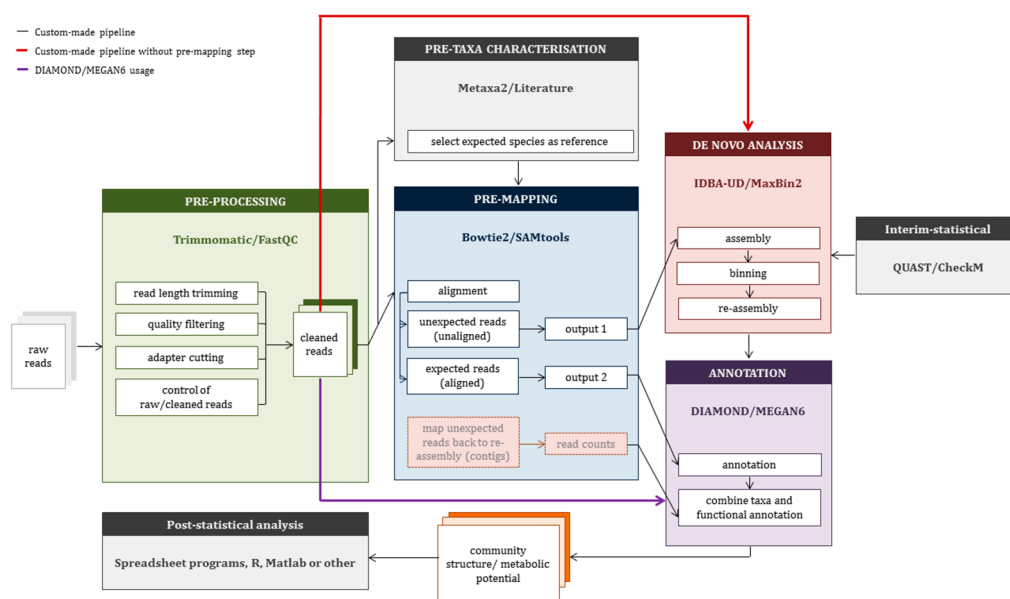 Custom-made pipeline
Custom-made pipeline without pre-mapping step
DIAMOND/MEGAN6 usage
PRE-TAXA CHARACTERISATION
Metaxa2/Literature
select expected species as reference
DE NOVO ANALYSIS
IDBA-UD/MaxBin2
assembly
binning
re-assembly
Interim-statistical
QUAST/CheckM
PRE-PROCESSING
Trimmomatic/FastQC
read length trimming
quality filtering
adapter cutting
control of
raw/cleaned reads
raw
reads
cleaned
reads
PRE-MAPPING
Bowtie2/SAMtools
alignment
unexpected reads
(unaligned)
output 1
expected reads
(aligned)
output 2
map unexpected
reads back to re-
assembly (contigs)
read counts
ANNOTATION
DIAMOND/MEGAN6
annotation
combine taxa and
functional annotation
Post-statistical analysis
Spreadsheet programs, R, Matlab or other
community
structure/ metabolic
potential